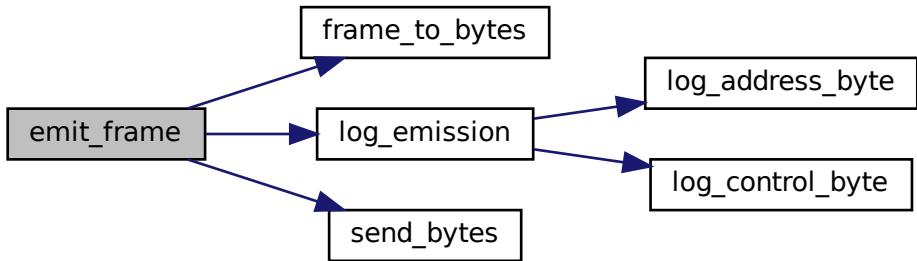 frame_to_bytes
log_address_byte
emit_frame
log_emission
log_control_byte
send_bytes